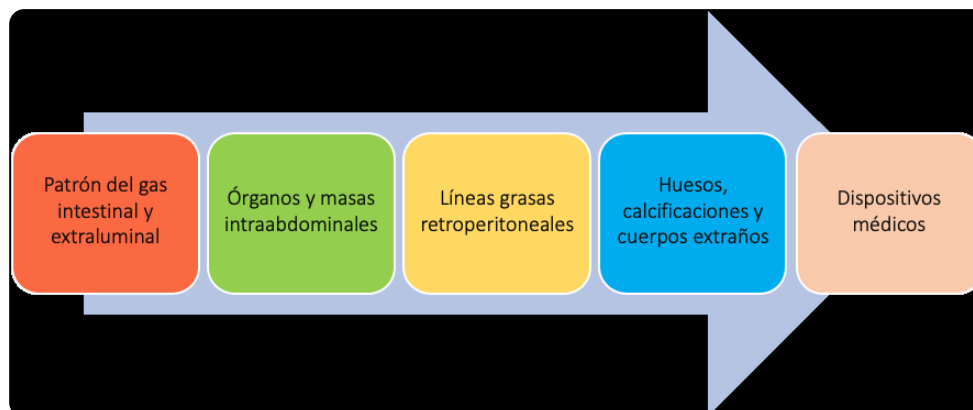 Patrón del gas
intestinal y
extraluminal
Órganos y masas
intraabdominales
Líneas grasas
retroperitoneales
Huesos,
calcificaciones y
cuerpos extraños
Dispositivos
médicos